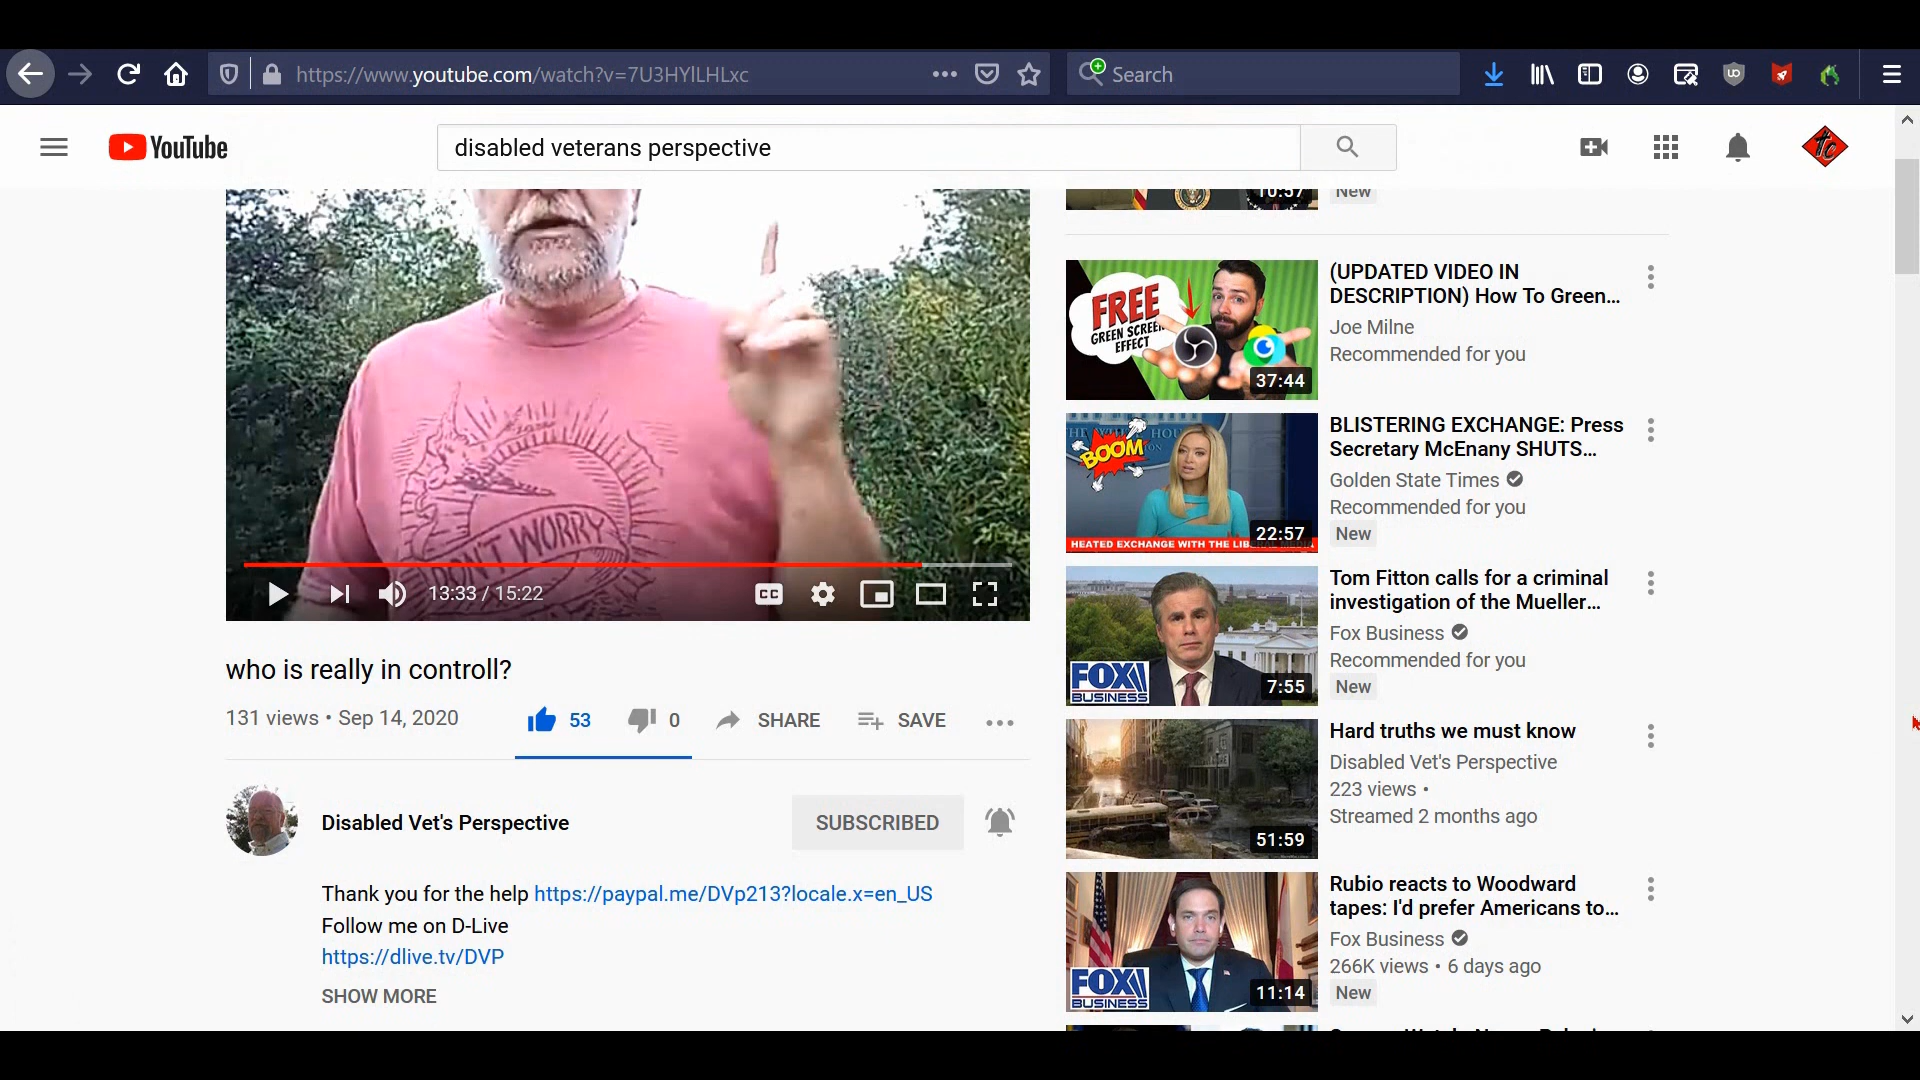 https://www.youtube.com/watch?v=7U3HYlLHLxc
Search
YouTube
disabled veterans perspective
10:57
New
DON'T WORRY
13:33 / 15:22
CC
who is really in controll?
131 views • Sep 14, 2020
53
0
SHARE
SAVE
Disabled Vet's Perspective
SUBSCRIBED
Thank you for the help https://paypal.me/DVp213?locale.x=en_US
Follow me on D-Live
https://dlive.tv/DVP
SHOW MORE
FREE
GREEN SCREEN
EFFECT
37:44
(UPDATED VIDEO IN
DESCRIPTION) How To Green...
Joe Milne
Recommended for you
BOOM
HEATED EXCHANGE WITH THE LIBERAL MEDIA
22:57
BLISTERING EXCHANGE: Press
Secretary McEnany SHUTS...
Golden State Times
Recommended for you
New
FOX
BUSINESS
7:55
Tom Fitton calls for a criminal
investigation of the Mueller...
Fox Business
Recommended for you
New
51:59
Hard truths we must know
Disabled Vet's Perspective
223 views •
Streamed 2 months ago
FOX
BUSINESS
11:14
Rubio reacts to Woodward
tapes: I'd prefer Americans to...
Fox Business
266K views • 6 days ago
New